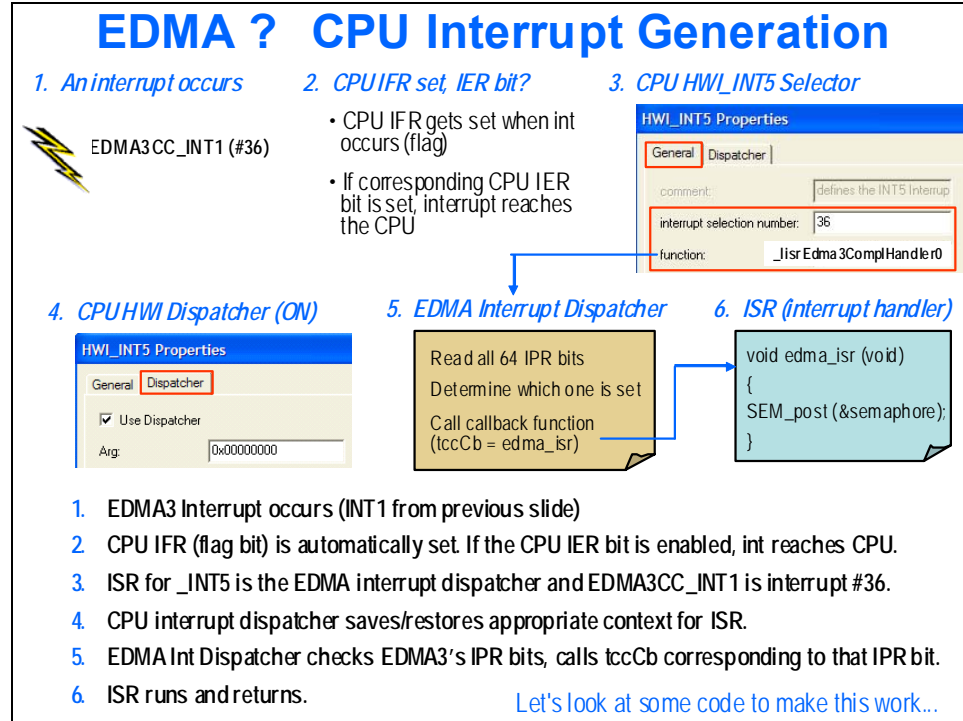 EDMA ? CPU Interrupt Generation
1. An interrupt occurs
EDMA3CC_INT1 (#36)
2. CPU IFR set, IER bit?
• CPU IFR gets set when int
occurs (flag)
• If corresponding CPU IER
bit is set, interrupt reaches
the CPU
3. CPU HWI_INT5 Selector
HWI_INT5 Properties
General Dispatcher
comment: defines the INT5 Interrup
interrupt selection number: 36
function: _lisrEdma3ComplHandler0
4. CPU HWI Dispatcher (ON)
HWI_INT5 Properties
General Dispatcher
Use Dispatcher
Arg: 0x00000000
5. EDMA Interrupt Dispatcher
Read all 64 IPR bits
Determine which one is set
Call callback function
(tccCb = edma_isr)
6. ISR (interrupt handler)
void edma_isr (void)
{
SEM_post (&semaphore);
}
1. EDMA3 Interrupt occurs (INT1 from previous slide)
2. CPU IFR (flag bit) is automatically set. If the CPU IER bit is enabled, int reaches CPU.
3. ISR for _INT5 is the EDMA interrupt dispatcher and EDMA3CC_INT1 is interrupt #36.
4. CPU interrupt dispatcher saves/restores appropriate context for ISR.
5. EDMA Int Dispatcher checks EDMA3's IPR bits, calls tccCb corresponding to that IPR bit.
6. ISR runs and returns.
Let's look at some code to make this work...